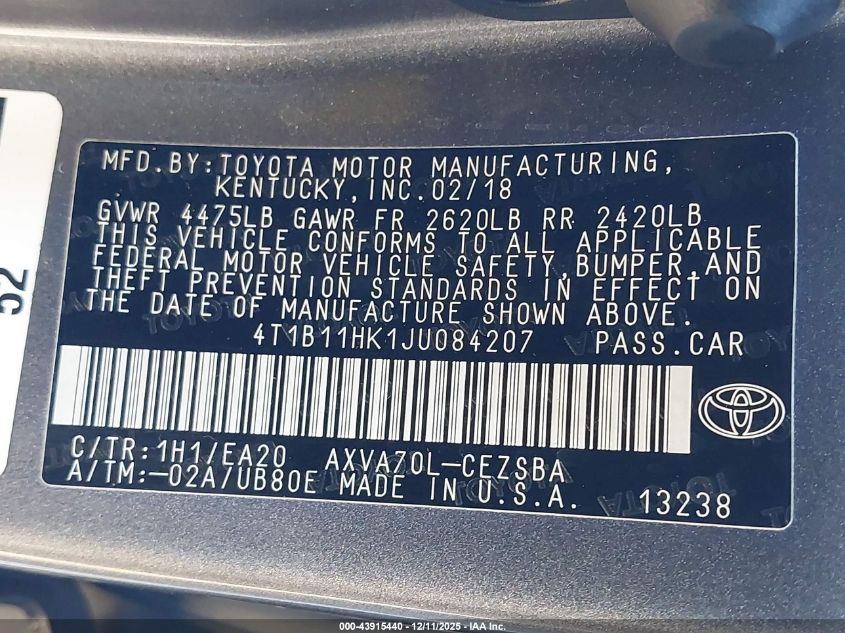 52
MFD.BY:TOYOTA MOTOR MANUFACTURING,
KENTUCKY,INC.02/18
GVWR 4475LB GAWR FR 2620LB RR 2420LB
THIS VEHICLE CONFORMS TO ALL APPLICABLE
FEDERAL MOTOR VEHICLE SAFETY,BUMPER,AND
THEFT PREVENTION STANDARDS IN EFFECT ON
THE DATE OF MANUFACTURE SHOWN ABOVE.
4T1B11HK1JU084207 PASS.CAR
C/TR:1H1/EA20 AXVA70L-CEZSBA
A/TM:-02A/UB80E MADE IN U.S.A. 13238
000-43915440 - 12/11/2025 - IAA Inc.